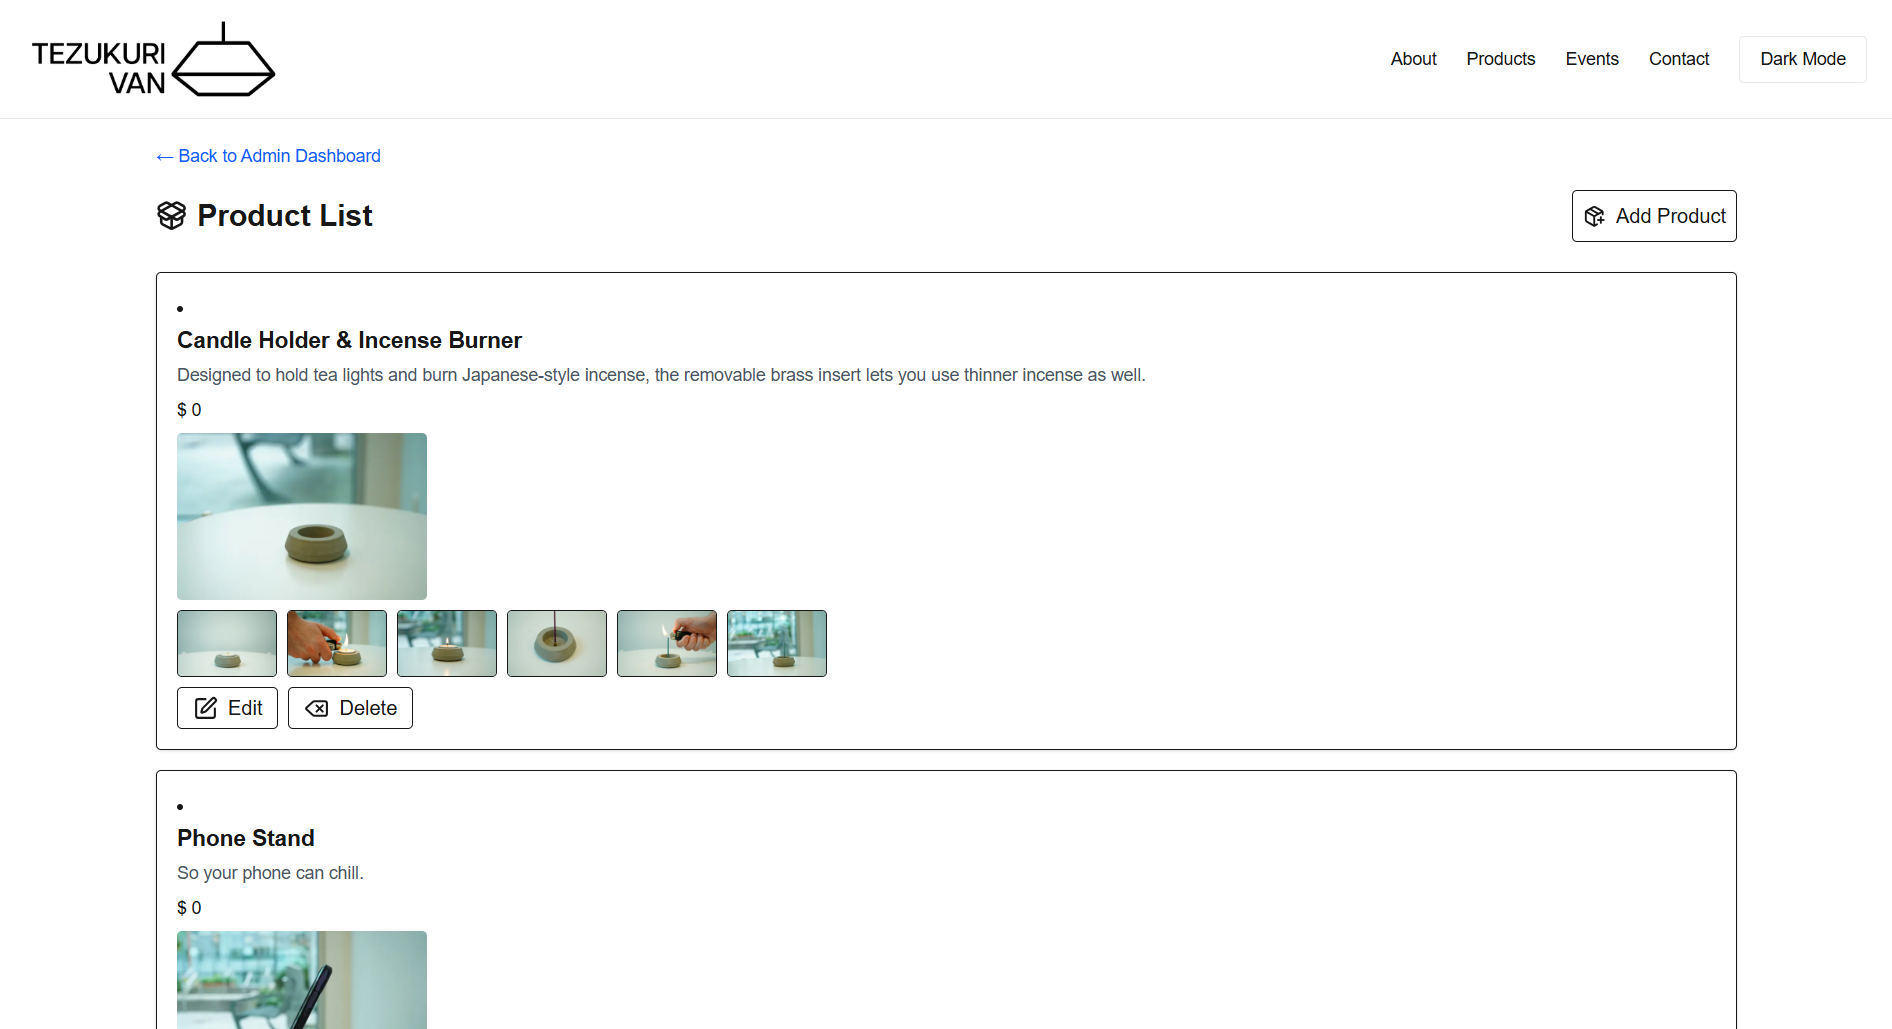 TEZUKURI
VAN
About Products Events Contact Dark Mode
← Back to Admin Dashboard
Product List
Add Product
•
Candle Holder & Incense Burner
Designed to hold tea lights and burn Japanese-style incense, the removable brass insert lets you use thinner incense as well.
$ 0
Edit Delete
•
Phone Stand
So your phone can chill.
$ 0